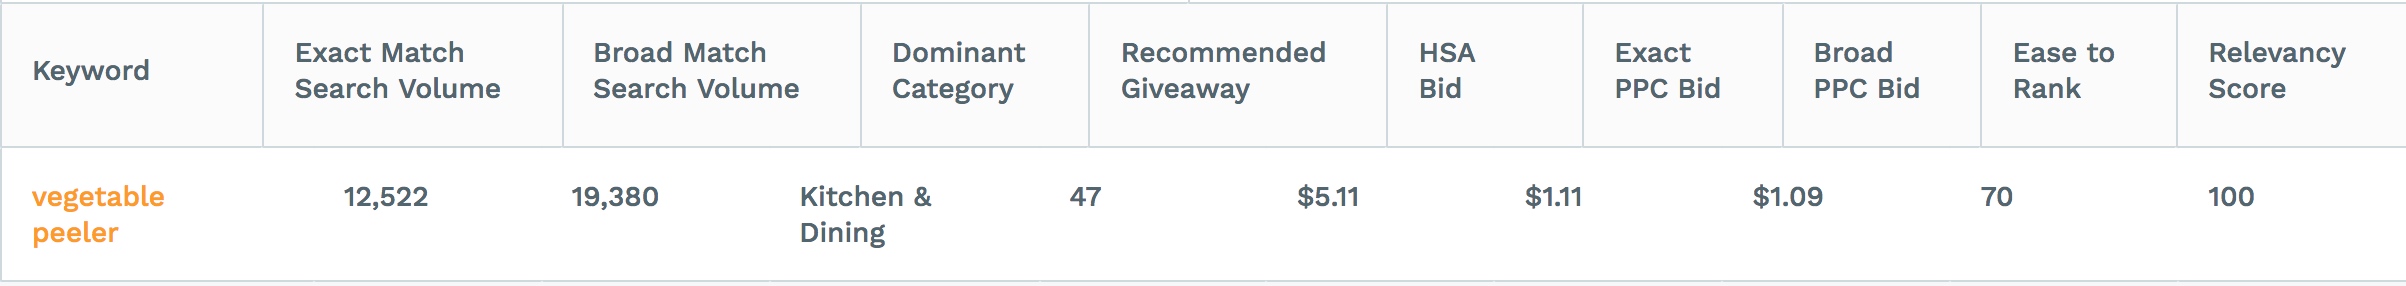 Keyword
Exact Match
Search Volume
Broad Match
Search Volume
Dominant
Category
Recommended
Giveaway
HSA
Bid
Exact
PPC Bid
Broad
PPC Bid
Ease to
Rank
Relevancy
Score
vegetable
peeler
12,522
19,380
Kitchen &
Dining
47
$5.11
$1.11
$1.09
70
100